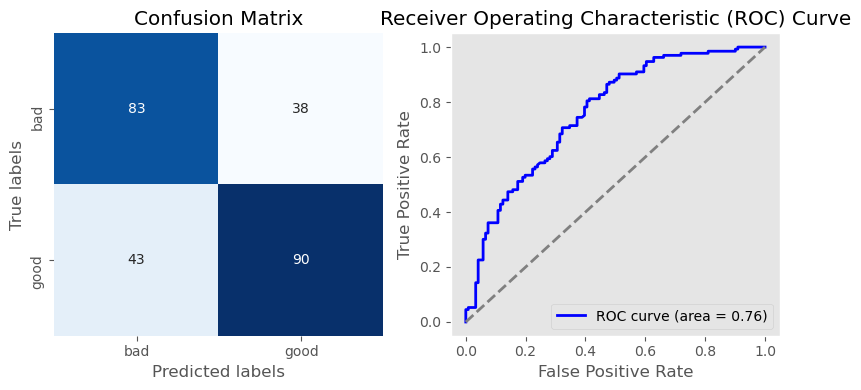 Confusion Matrix
bad
good
True labels
83
38
43
90
bad
good
Predicted labels
Receiver Operating Characteristic (ROC) Curve
True Positive Rate
1.0
0.8
0.6
0.4
0.2
0.0
ROC curve (area = 0.76)
0.0
0.2
0.4
0.6
0.8
1.0
False Positive Rate